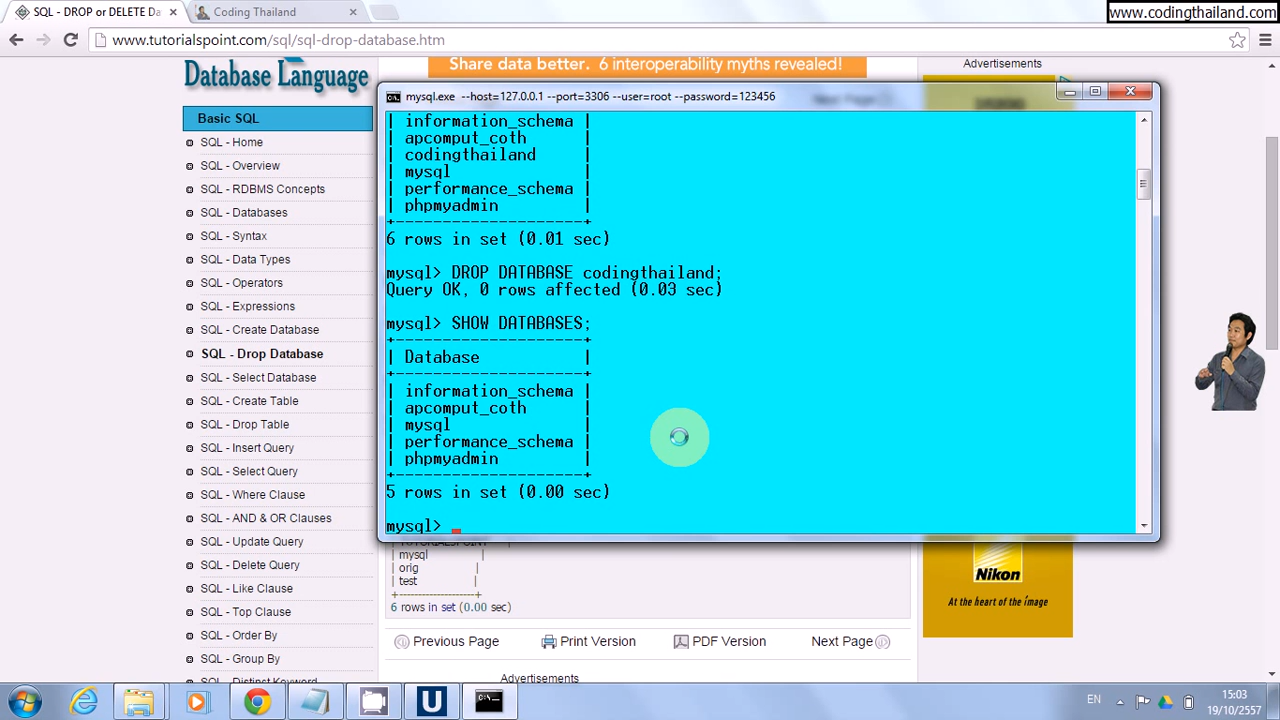 SQL - DROP or DELETE Da
Coding Thailand
www.codingthailand.com
www.tutorialspoint.com/sql/sql-drop-database.htm
Database Language
Share data better. 6 interoperability myths revealed!
Advertisements
mysql.exe --host=127.0.0.1 --port=3306 --user=root --password=123456
Basic SQL
SQL - Home
SQL - Overview
SQL - RDBMS Concepts
SQL - Databases
SQL - Syntax
SQL - Data Types
SQL - Operators
SQL - Expressions
SQL - Create Database
SQL - Drop Database
SQL - Select Database
SQL - Create Table
SQL - Drop Table
SQL - Insert Query
SQL - Select Query
SQL - Where Clause
SQL - AND & OR Clauses
SQL - Update Query
SQL - Delete Query
SQL - Like Clause
SQL - Top Clause
SQL - Order By
SQL - Group By
SQL - Distinct Keyword
| information_schema |
| apcomput_coth |
| codingthailand |
| mysql |
| performance_schema |
| phpmyadmin |
+--------------------+
6 rows in set (0.01 sec)
mysql> DROP DATABASE codingthailand;
Query OK, 0 rows affected (0.03 sec)
mysql> SHOW DATABASES;
+--------------------+
| Database |
+--------------------+
| information_schema |
| apcomput_coth |
| mysql |
| performance_schema |
| phpmyadmin |
+--------------------+
5 rows in set (0.00 sec)
mysql>
| mysql |
| orig |
| test |
+--------------------+
6 rows in set (0.00 sec)
Previous Page
Print Version
PDF Version
Next Page
Advertisements
Nikon
At the heart of the image
EN
15:03
19/10/2557